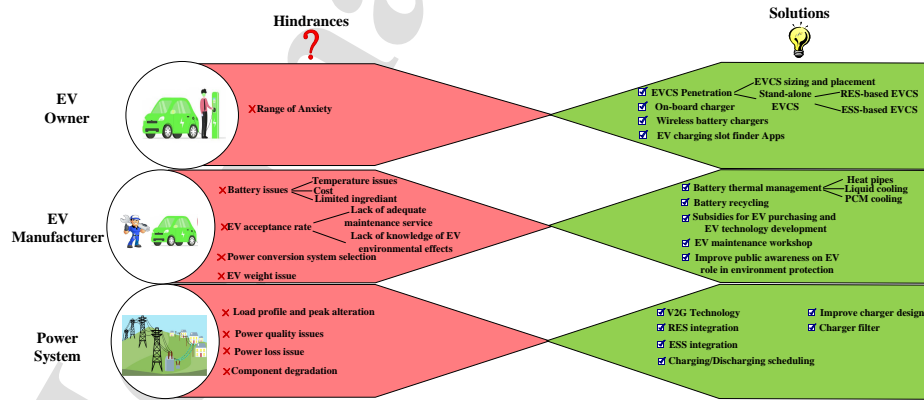 Hindrances
?
Solutions
EV
Owner
Range of Anxiety
EVCS Penetration
EVCS sizing and placement
Stand-alone
EVCS
RES-based EVCS
ESS-based EVCS
On-board charger
Wireless battery chargers
EV charging slot finder Apps
EV
Manufacturer
Battery issues
Temperature issues
Cost
Limited ingrediant
EV acceptance rate
Lack of adequate
maintenance service
Lack of knowledge of EV
environmental effects
Power conversion system selection
EV weight issue
Battery thermal management
Heat pipes
Liquid cooling
PCM cooling
Battery recycling
Subsidies for EV purchasing and
EV technology development
EV maintenance workshop
Improve public awareness on EV
role in environment protection
Power
System
Load profile and peak alteration
Power quality issues
Power loss issue
Component degradation
V2G Technology
RES integration
ESS integration
Charging/Discharging scheduling
Improve charger design
Charger filter